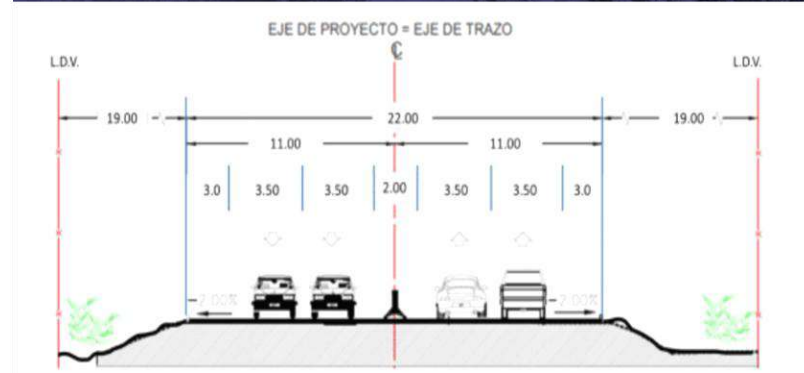 EJE DE PROYECTO = EJE DE TRAZO
℄
L.D.V. L.D.V.
19.00 22.00 19.00
11.00 11.00
3.0 3.50 3.50 2.00 3.50 3.50 3.0
-2.00% -2.00%